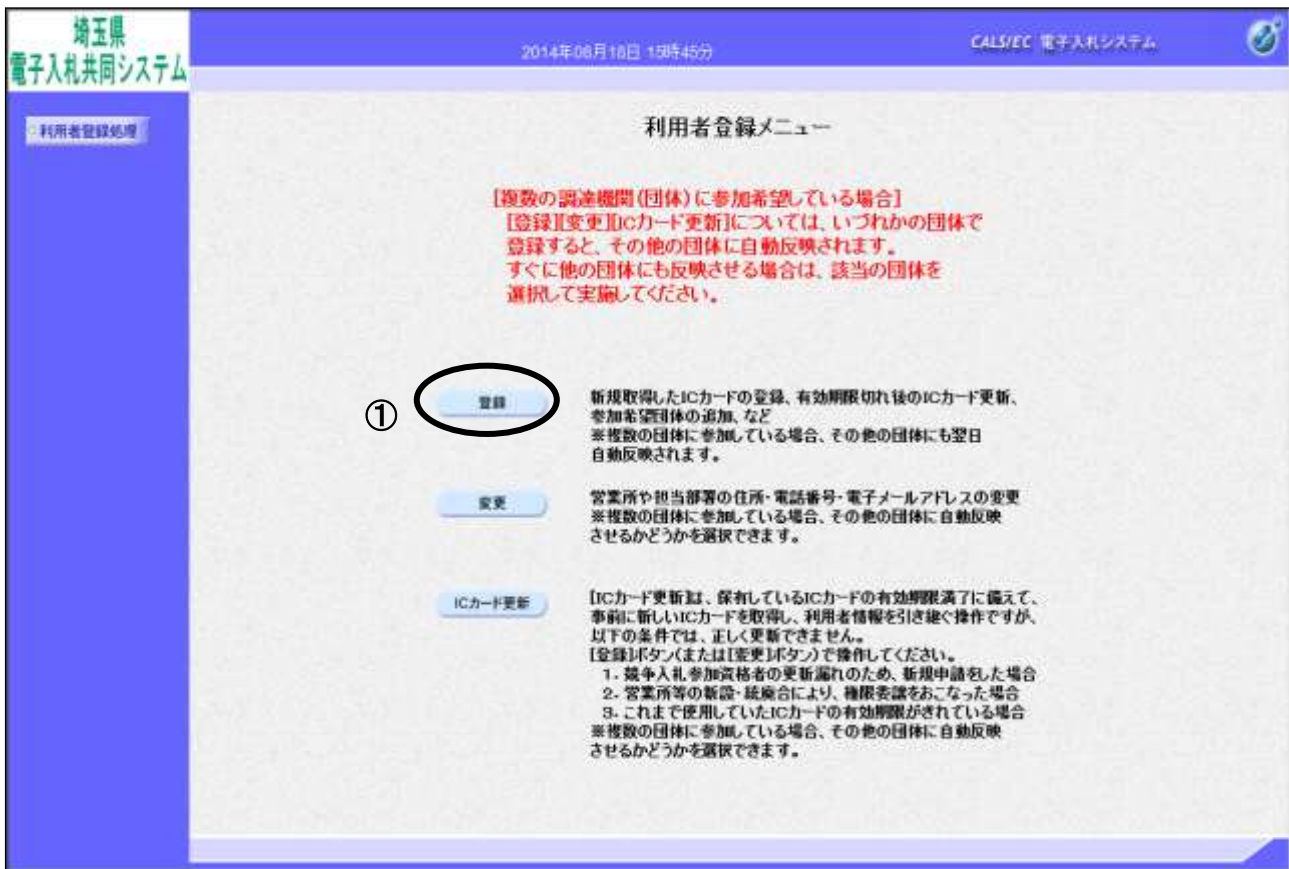 埼玉県
電子入札共同システム
2014年06月18日 15時45分
CALS/EC 電子入札システム
利用者登録処理
利用者登録メニュー
[複数の調達機関(団体)に参加希望している場合]
[登録][変更][ICカード更新]については、いづれかの団体で
登録すると、その他の団体に自動反映されます。
すぐに他の団体にも反映させる場合は、該当の団体を
選択して実施してください。
①
登録
新規取得したICカードの登録、有効期限切れ後のICカード更新、
参加希望団体の追加、など
※複数の団体に参加している場合、その他の団体にも翌日
自動反映されます。
変更
営業所や担当部署の住所・電話番号・電子メールアドレスの変更
※複数の団体に参加している場合、その他の団体に自動反映
させるかどうかを選択できます。
ICカード更新
[ICカード更新]は、保有しているICカードの有効期限満了に備えて、
事前に新しいICカードを取得し、利用者情報を引き継ぐ操作ですが、
以下の条件では、正しく更新できません。
[登録]ボタン(または[変更]ボタン)で操作してください。
1. 競争入札参加資格者の更新漏れのため、新規申請をした場合
2. 営業所等の新設・統廃合により、権限委譲をおこなった場合
3. これまで使用していたICカードの有効期限がきれている場合
※複数の団体に参加している場合、その他の団体に自動反映
させるかどうかを選択できます。